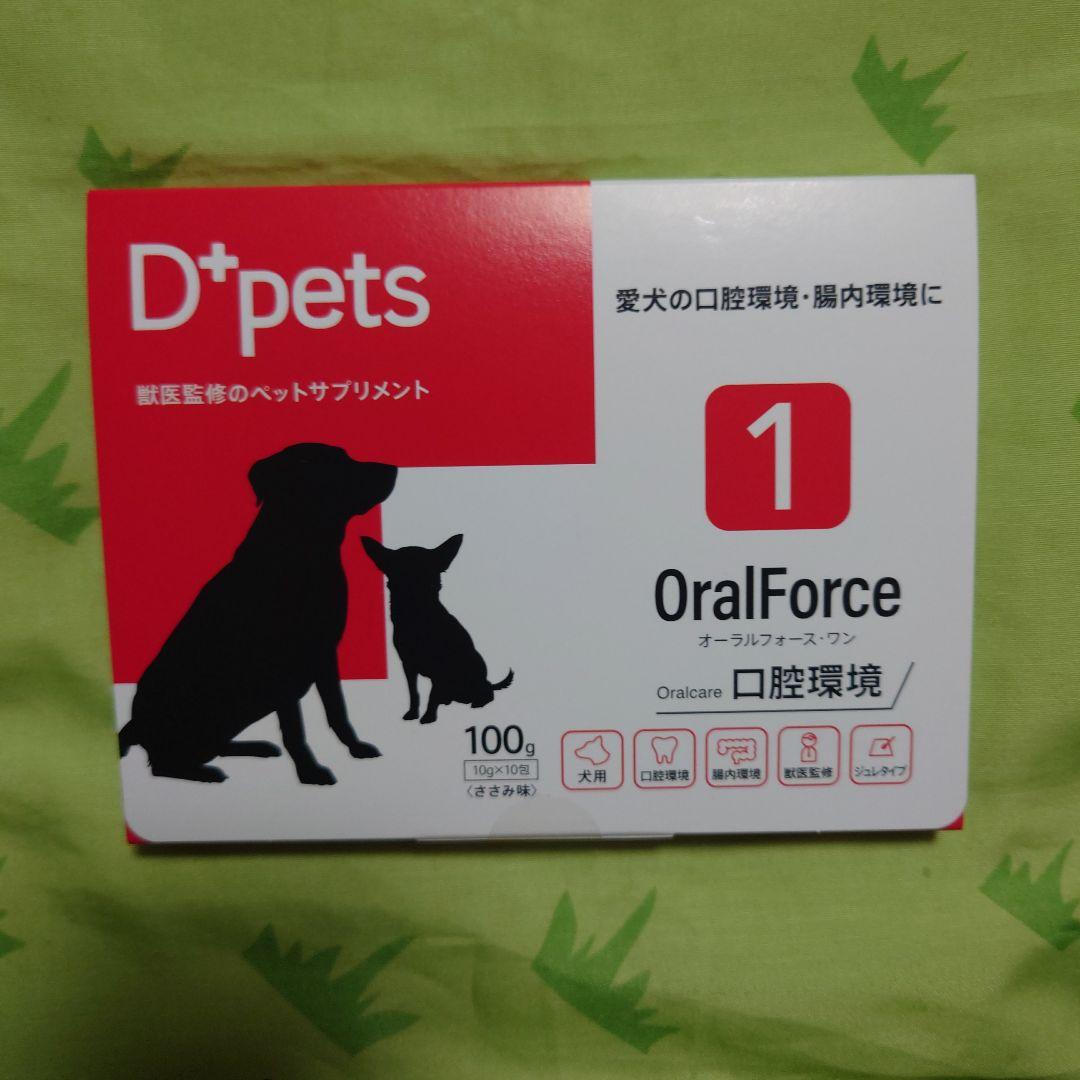 D+pets
獣医監修のペットサプリメント
愛犬の口腔環境・腸内環境に
1
OralForce
オーラルフォース・ワン
Oralcare 口腔環境
100g
10g×10包
〈ささみ味〉
犬用
口腔環境
腸内環境
獣医監修
ジュレタイプ